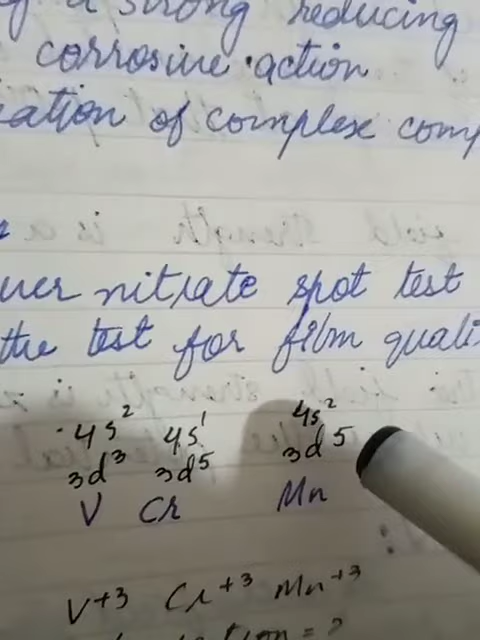 a strong reducing
corrosive action
cation of complex comp
uer nitrate spot test
the test for film quali
4s² 4s¹ 4s²
3d³ 3d⁵ 3d⁵
V Cr Mn
V+3 Cr+3 Mn+3
= ?